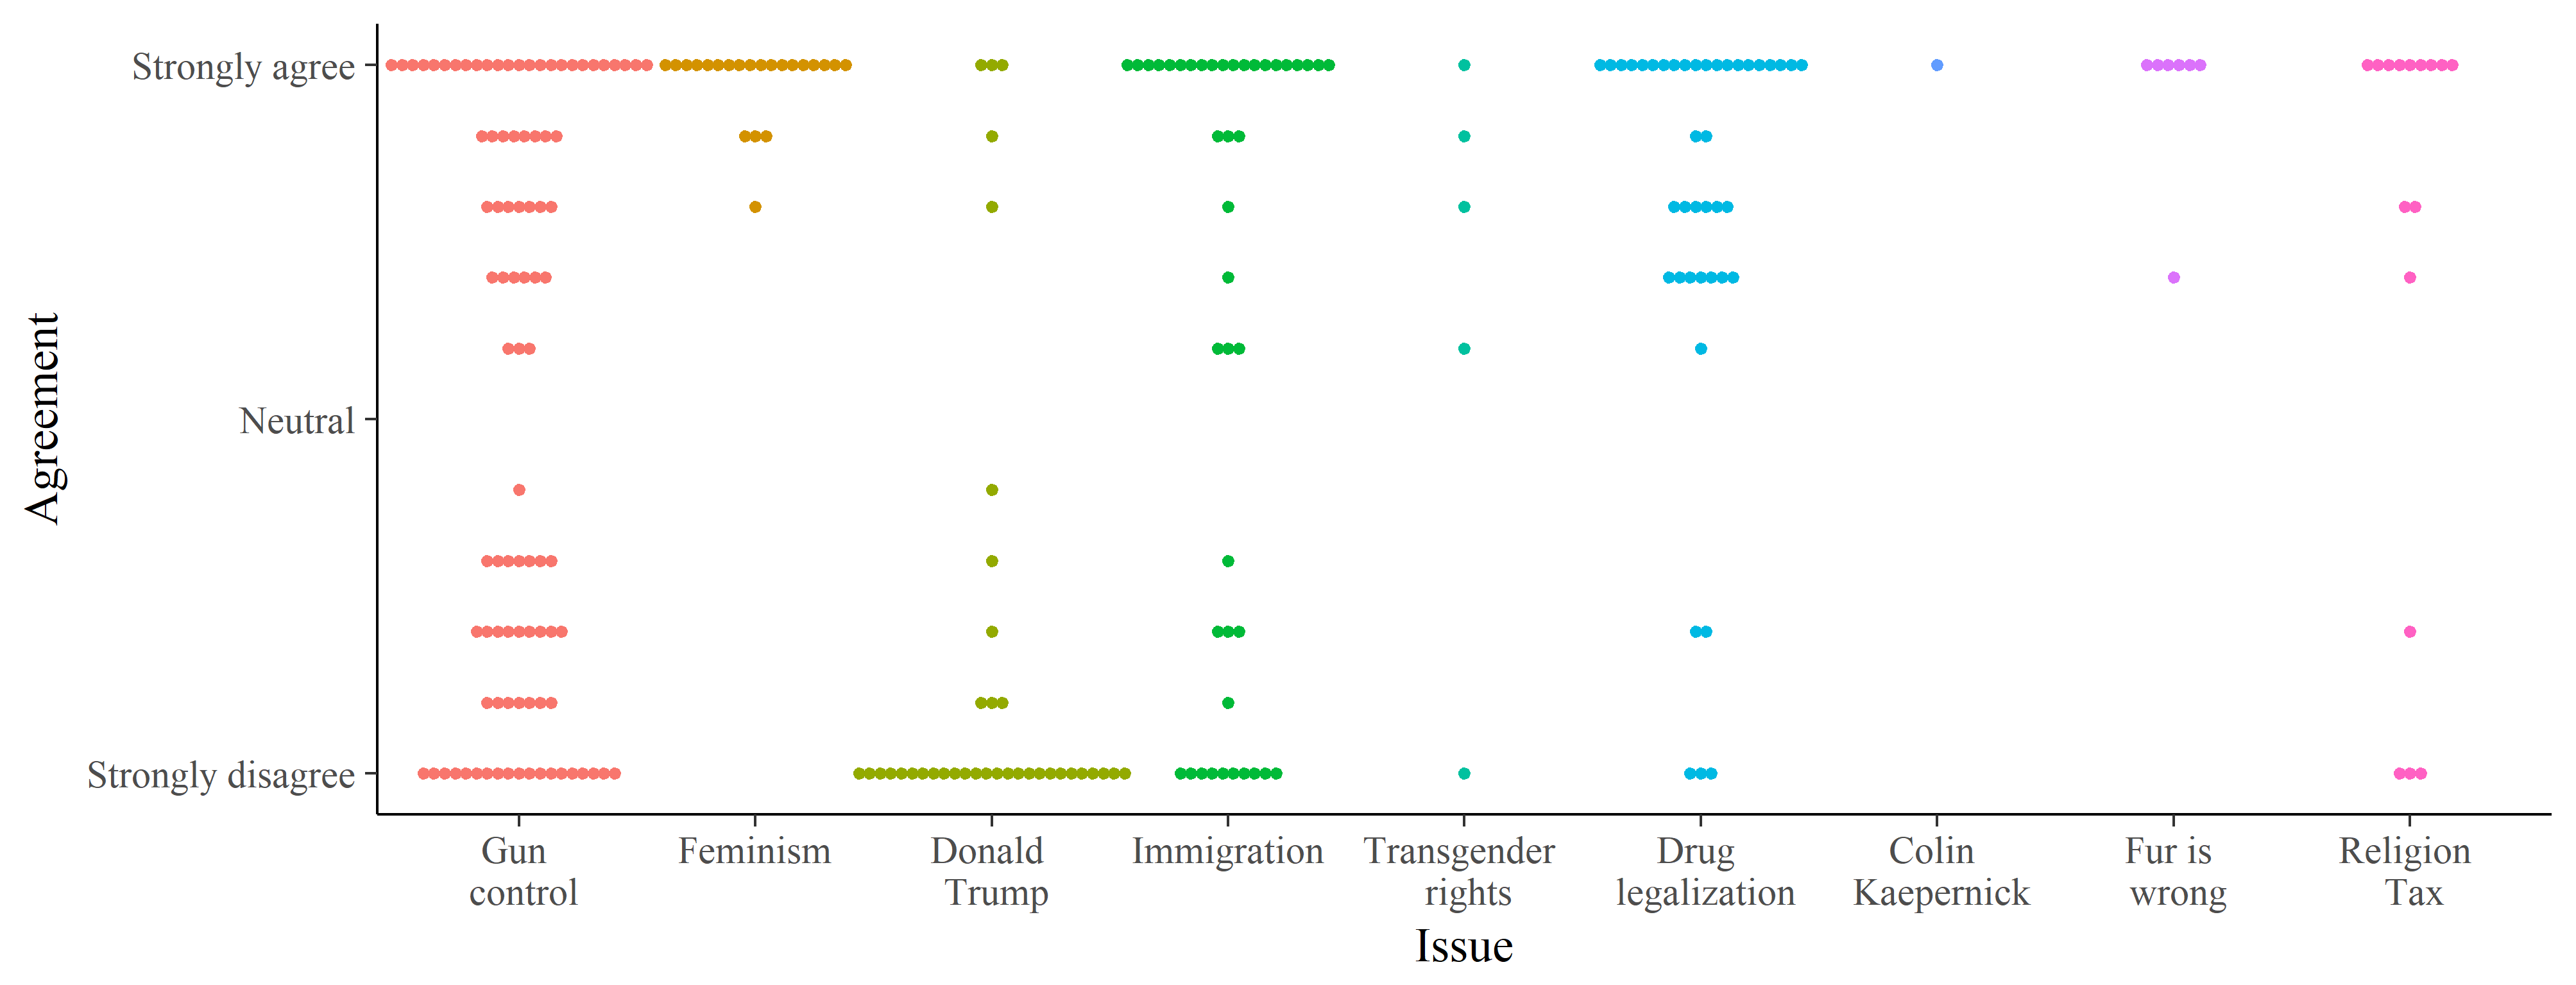 Strongly agree
Neutral
Strongly disagree
Agreement
Gun
control
Feminism
Donald
Trump
Immigration
Transgender
rights
Drug
legalization
Colin
Kaepernick
Fur is
wrong
Religion
Tax
Issue